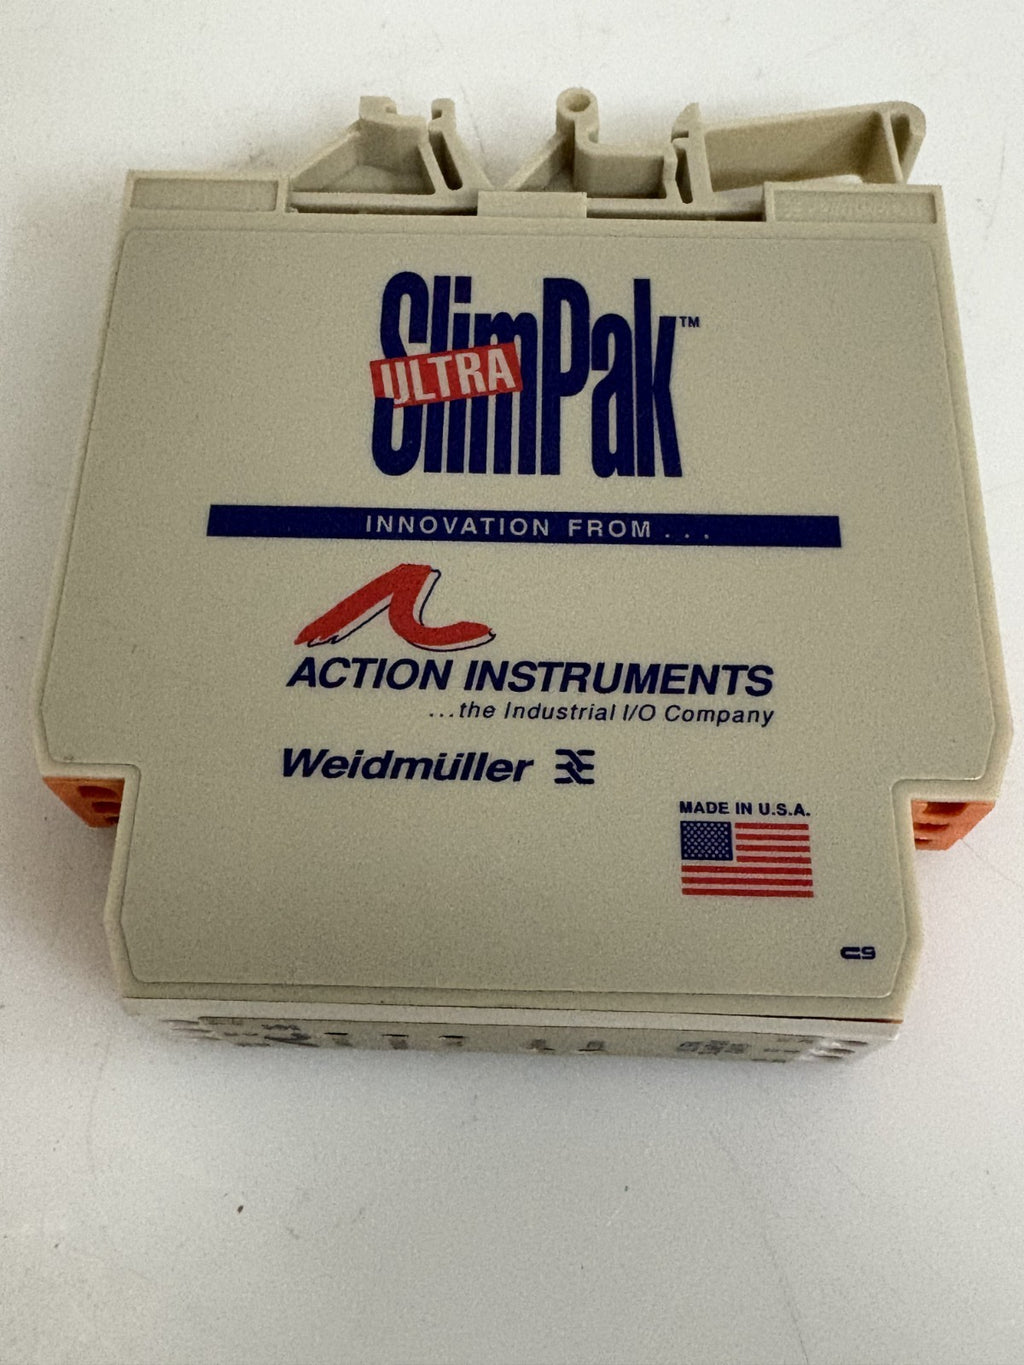 SlimPak™
ULTRA
INNOVATION FROM . . .
ACTION INSTRUMENTS
...the Industrial I/O Company
Weidmüller
MADE IN U.S.A.